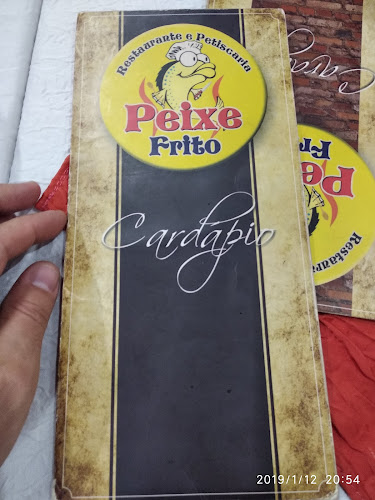 Restaurante e Petiscaria
Peixe
Frito
Cardápio
2019/1/12 20:54